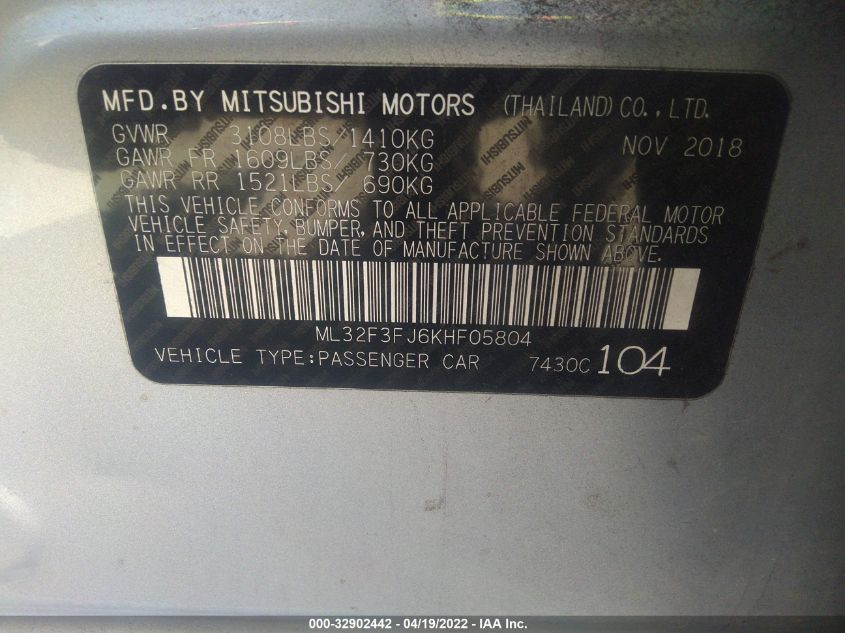 MFD.BY MITSUBISHI MOTORS (THAILAND) CO., LTD.
GVWR 3108LBS/1410KG NOV 2018
GAWR FR 1609LBS/ 730KG
GAWR RR 1521LBS/ 690KG
THIS VEHICLE CONFORMS TO ALL APPLICABLE FEDERAL MOTOR
VEHICLE SAFETY, BUMPER, AND THEFT PREVENTION STANDARDS
IN EFFECT ON THE DATE OF MANUFACTURE SHOWN ABOVE.
ML32F3FJ6KHF05804
VEHICLE TYPE:PASSENGER CAR 7430C 104
000-32902442 - 04/19/2022 - IAA Inc.